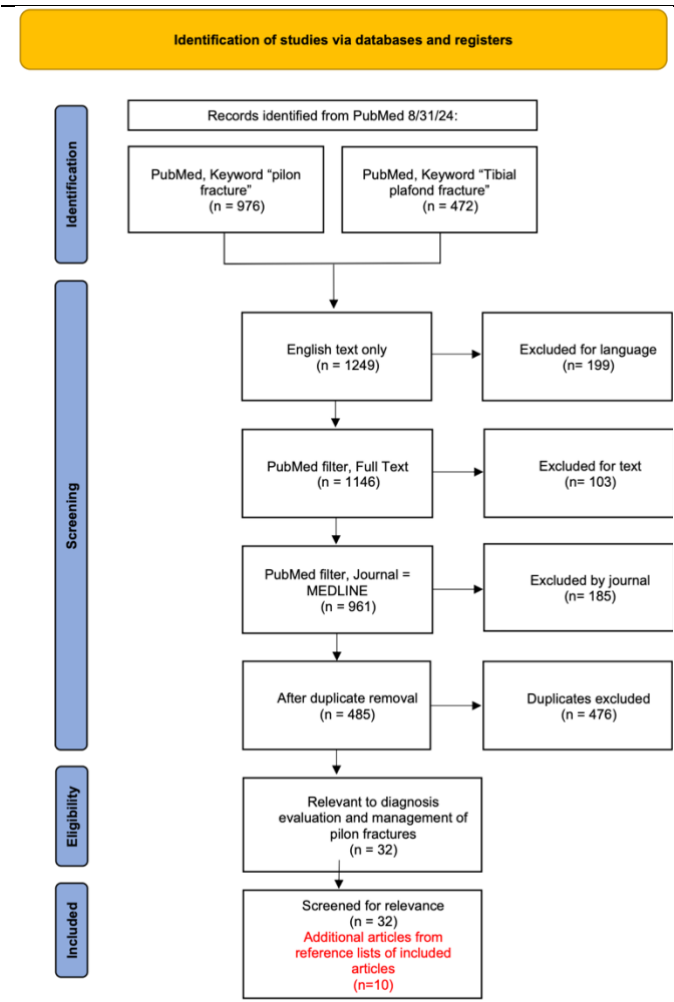 Identification of studies via databases and registers
Identification
Records identified from PubMed 8/31/24:
PubMed, Keyword “pilon
fracture”
(n = 976)
PubMed, Keyword “Tibial
plafond fracture”
(n = 472)
Screening
English text only
(n = 1249)
Excluded for language
(n= 199)
PubMed filter, Full Text
(n = 1146)
Excluded for text
(n= 103)
PubMed filter, Journal =
MEDLINE
(n = 961)
Excluded by journal
(n= 185)
After duplicate removal
(n = 485)
Duplicates excluded
(n = 476)
Eligibility
Relevant to diagnosis
evaluation and management of
pilon fractures
(n = 32)
Included
Screened for relevance
(n = 32)
Additional articles from
reference lists of included
articles
(n=10)